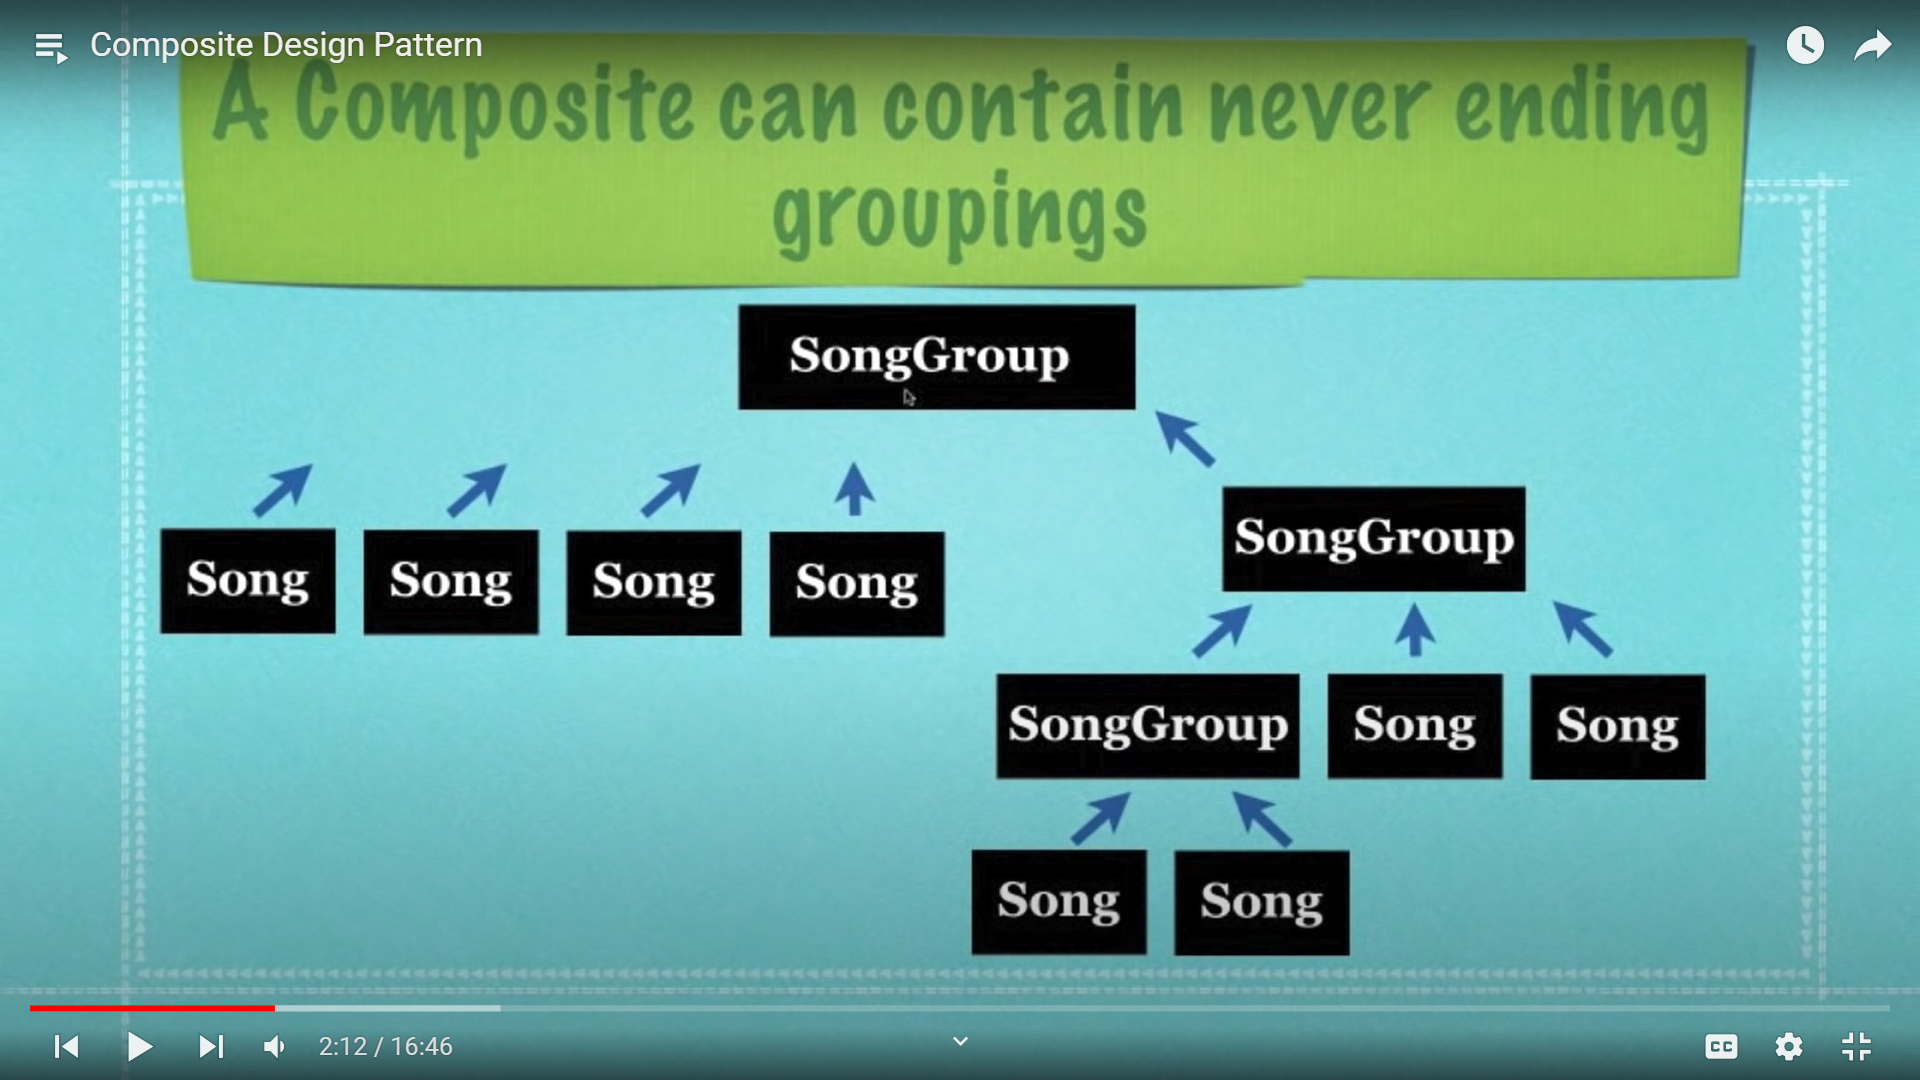 Composite Design Pattern
A Composite can contain never ending
groupings
SongGroup
Song Song Song Song
SongGroup
SongGroup Song Song
Song Song
2:12 / 16:46
CC